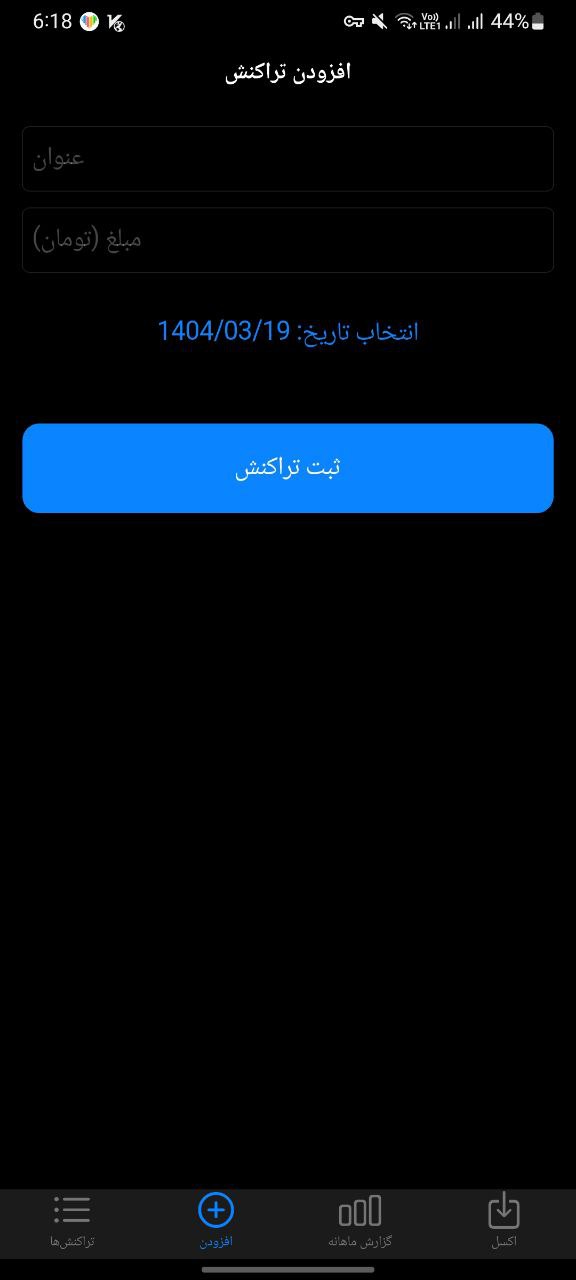 6:18 Vo)) LTE1 44%
افزودن تراکنش
عنوان
مبلغ (تومان)
انتخاب تاریخ: 1404/03/19
ثبت تراکنش
تراکنش‌ها افزودن گزارش ماهانه اکسل